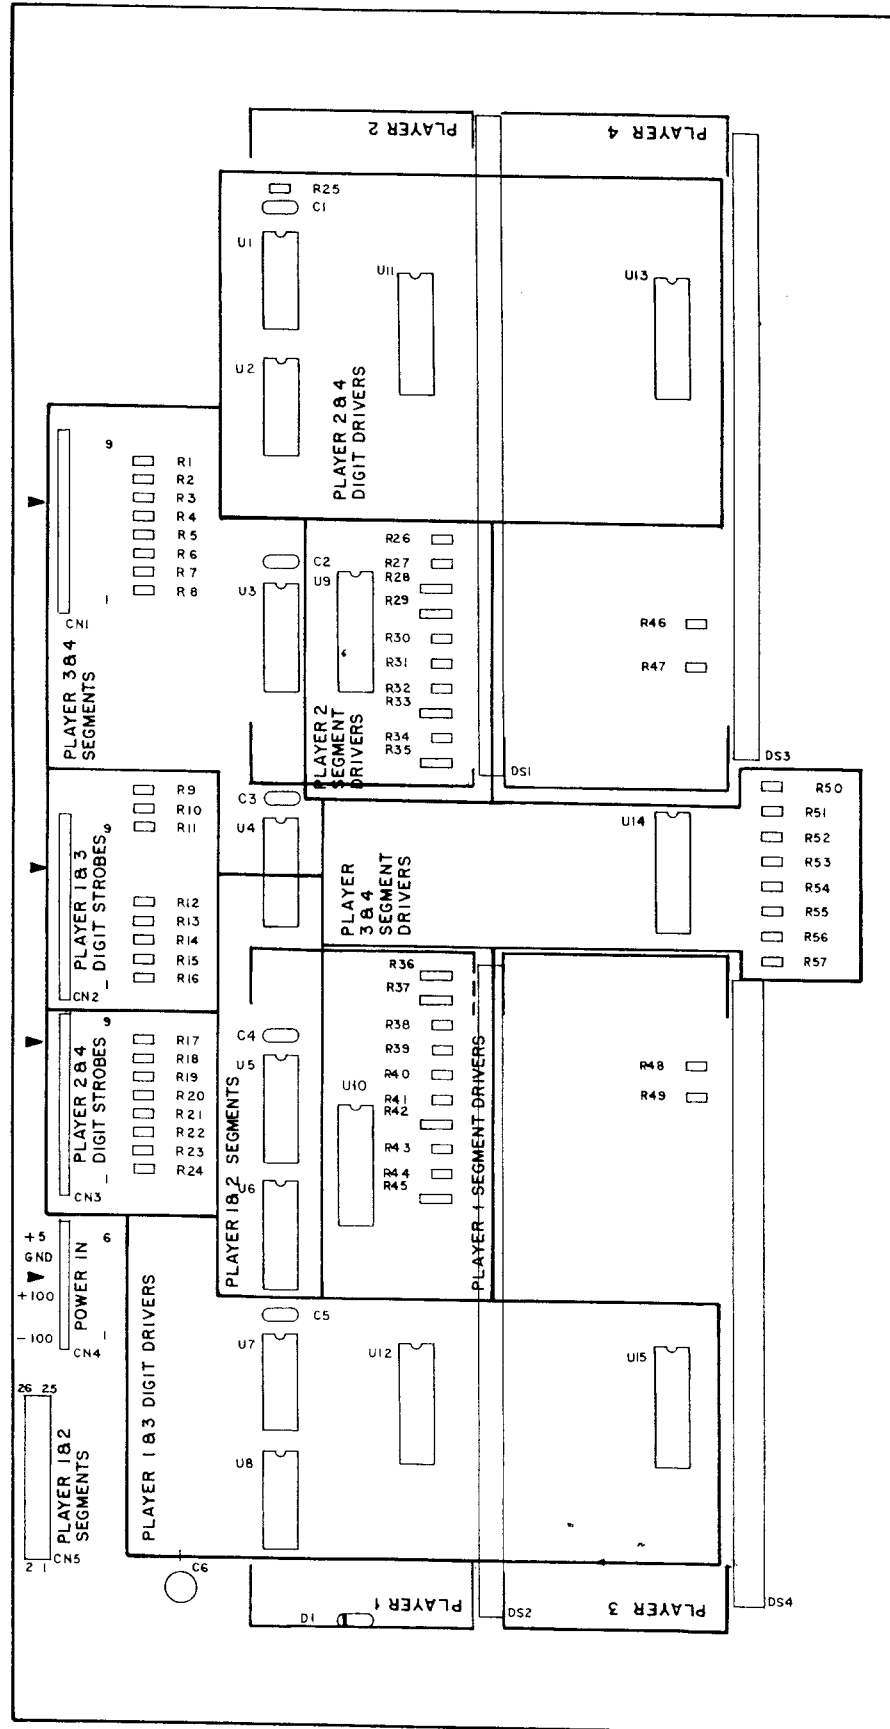 PLAYER 2
PLAYER 4
R25
C1
U1
U11
U13
U2
PLAYER 2 & 4
DIGIT DRIVERS
9
R1
R2
R3
R4
R5
R6
R7
R8
1
CN1
PLAYER 3&4
SEGMENTS
C2
U3
U9
R26
R27
R28
R29
R30
R31
R32
R33
R34
R35
PLAYER 2
SEGMENT
DRIVERS
R46
R47
DS1
DS3
R9
R10
R11
9
R12
R13
R14
R15
R16
1
CN2
PLAYER 1&3
DIGIT STROBES
C3
U4
PLAYER
3&4
SEGMENT
DRIVERS
U14
R50
R51
R52
R53
R54
R55
R56
R57
9
R17
R18
R19
R20
R21
R22
R23
R24
1
CN3
PLAYER 2&4
DIGIT STROBES
C4
U5
U6
PLAYER 1&2 SEGMENTS
U10
R36
R37
R38
R39
R40
R41
R42
R43
R44
R45
PLAYER 1 SEGMENT DRIVERS
R48
R49
+5
GND
+100
-100
6
1
POWER IN
CN4
C5
U7
U12
U15
U8
PLAYER 1&3 DIGIT DRIVERS
26 25
2 1
CN5
PLAYER 1&2
SEGMENTS
C6
D1
PLAYER 1
DS2
PLAYER 3
DS4